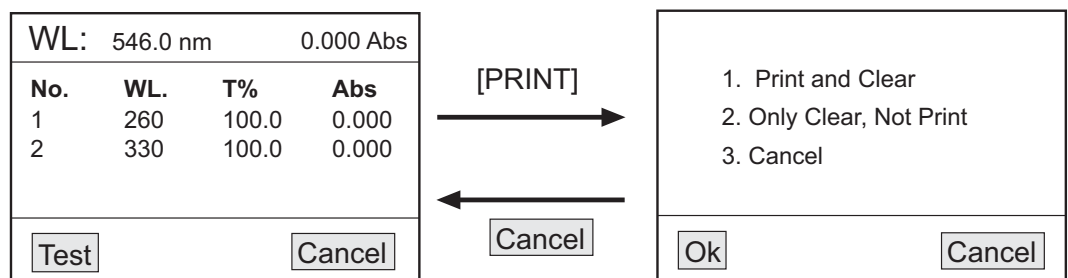 WL: 546.0 nm 0.000 Abs
No. WL. T% Abs
1 260 100.0 0.000
2 330 100.0 0.000
Test Cancel
[PRINT]
Cancel
1. Print and Clear
2. Only Clear, Not Print
3. Cancel
Ok Cancel